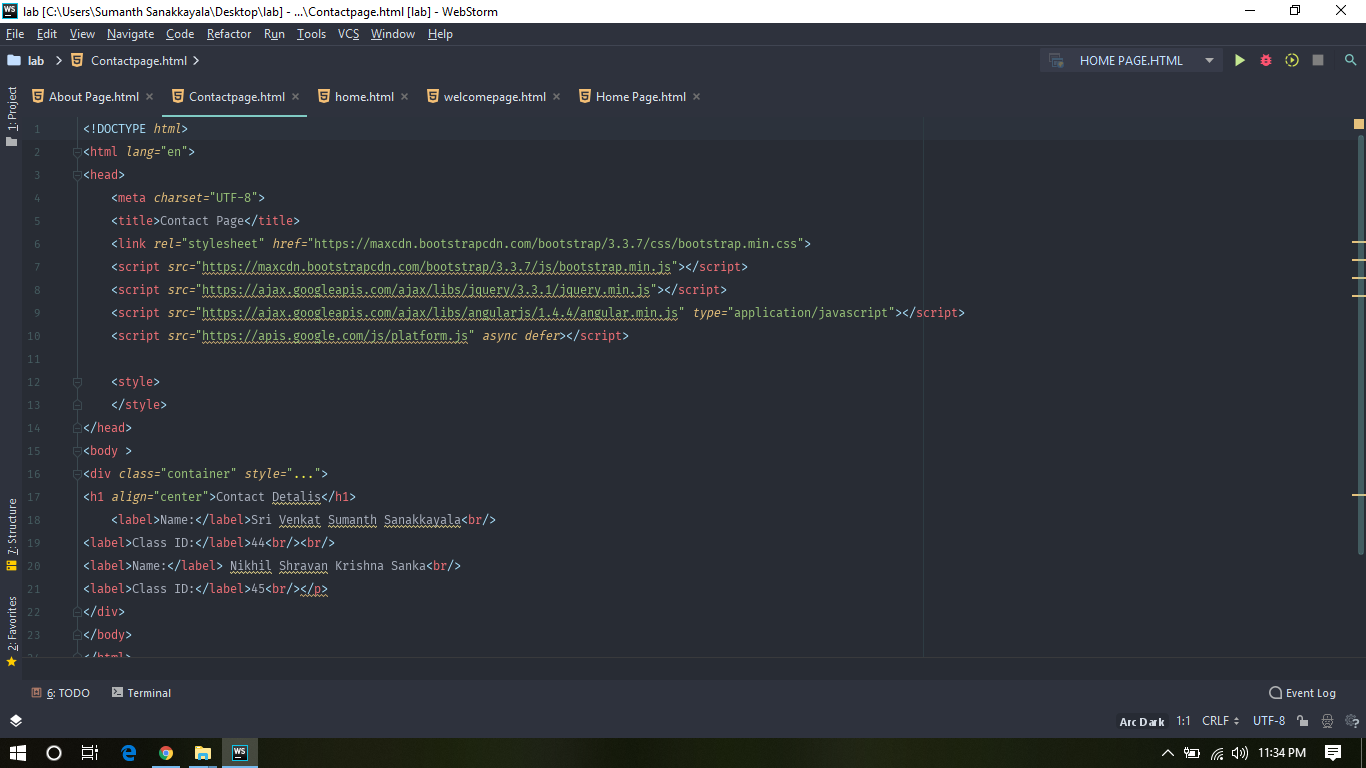 lab [C:\Users\Sumanth Sanakkayala\Desktop\lab] - ...\Contactpage.html [lab] - WebStorm
File Edit View Navigate Code Refactor Run Tools VCS Window Help
lab Contactpage.html HOME PAGE.HTML
About Page.html Contactpage.html home.html welcomepage.html Home Page.html
1: Project
1 <!DOCTYPE html>
2 <html lang="en">
3 <head>
4 <meta charset="UTF-8">
5 <title>Contact Page</title>
6 <link rel="stylesheet" href="https://maxcdn.bootstrapcdn.com/bootstrap/3.3.7/css/bootstrap.min.css">
7 <script src="https://maxcdn.bootstrapcdn.com/bootstrap/3.3.7/js/bootstrap.min.js"></script>
8 <script src="https://ajax.googleapis.com/ajax/libs/jquery/3.3.1/jquery.min.js"></script>
9 <script src="https://ajax.googleapis.com/ajax/libs/angularjs/1.4.4/angular.min.js" type="application/javascript"></script>
10 <script src="https://apis.google.com/js/platform.js" async defer></script>
11
12 <style>
13 </style>
14 </head>
15 <body >
16 <div class="container" style="...">
17 <h1 align="center">Contact Detalis</h1>
18 <label>Name:</label>Sri Venkat Sumanth Sanakkayala<br/>
19 <label>Class ID:</label>44<br/><br/>
20 <label>Name:</label> Nikhil Shravan Krishna Sanka<br/>
21 <label>Class ID:</label>45<br/></p>
22 </div>
23 </body>
24 </html>
7: Structure
2: Favorites
6: TODO Terminal Event Log
Arc Dark 1:1 CRLF UTF-8
WS 11:34 PM